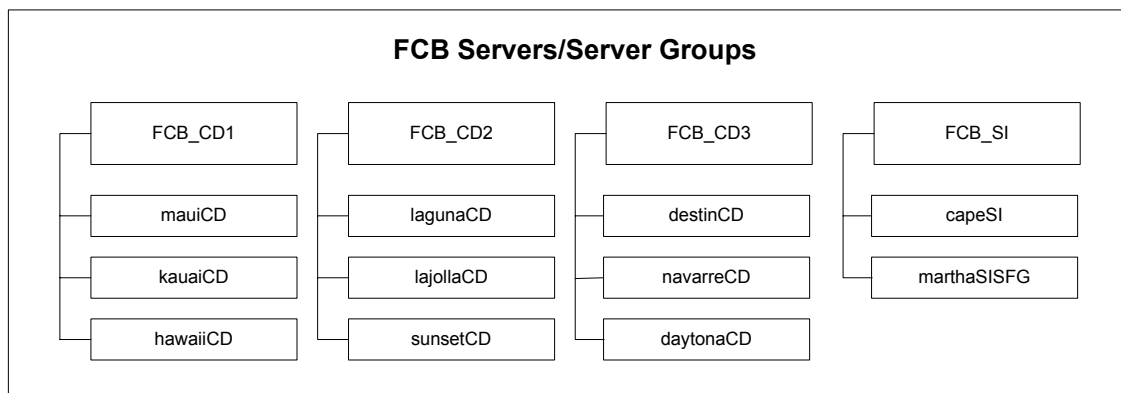 FCB Servers/Server Groups
FCB_CD1
mauiCD
kauaiCD
hawaiiCD
FCB_CD2
lagunaCD
lajollaCD
sunsetCD
FCB_CD3
destinCD
navarreCD
daytonaCD
FCB_SI
capeSI
marthaSISFG